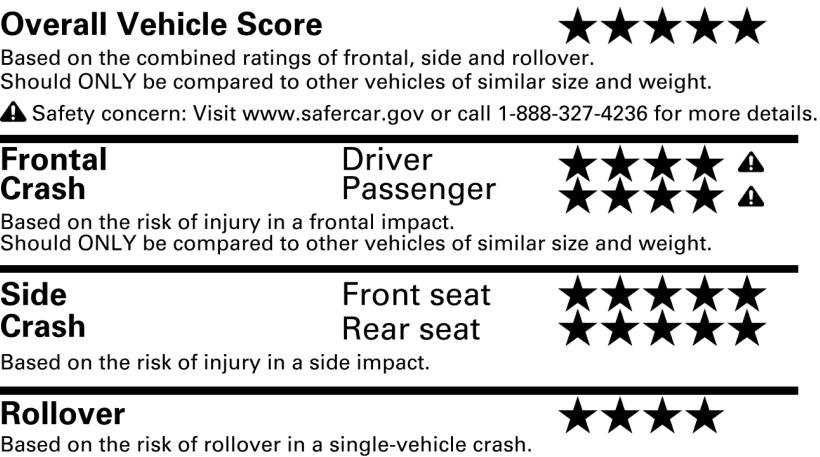 Overall Vehicle Score ★★★★★
Based on the combined ratings of frontal, side and rollover.
Should ONLY be compared to other vehicles of similar size and weight.
⚠ Safety concern: Visit www.safercar.gov or call 1-888-327-4236 for more details.
Frontal Driver ★★★★ ⚠
Crash Passenger ★★★★ ⚠
Based on the risk of injury in a frontal impact.
Should ONLY be compared to other vehicles of similar size and weight.
Side Front seat ★★★★★
Crash Rear seat ★★★★★
Based on the risk of injury in a side impact.
Rollover ★★★★
Based on the risk of rollover in a single-vehicle crash.